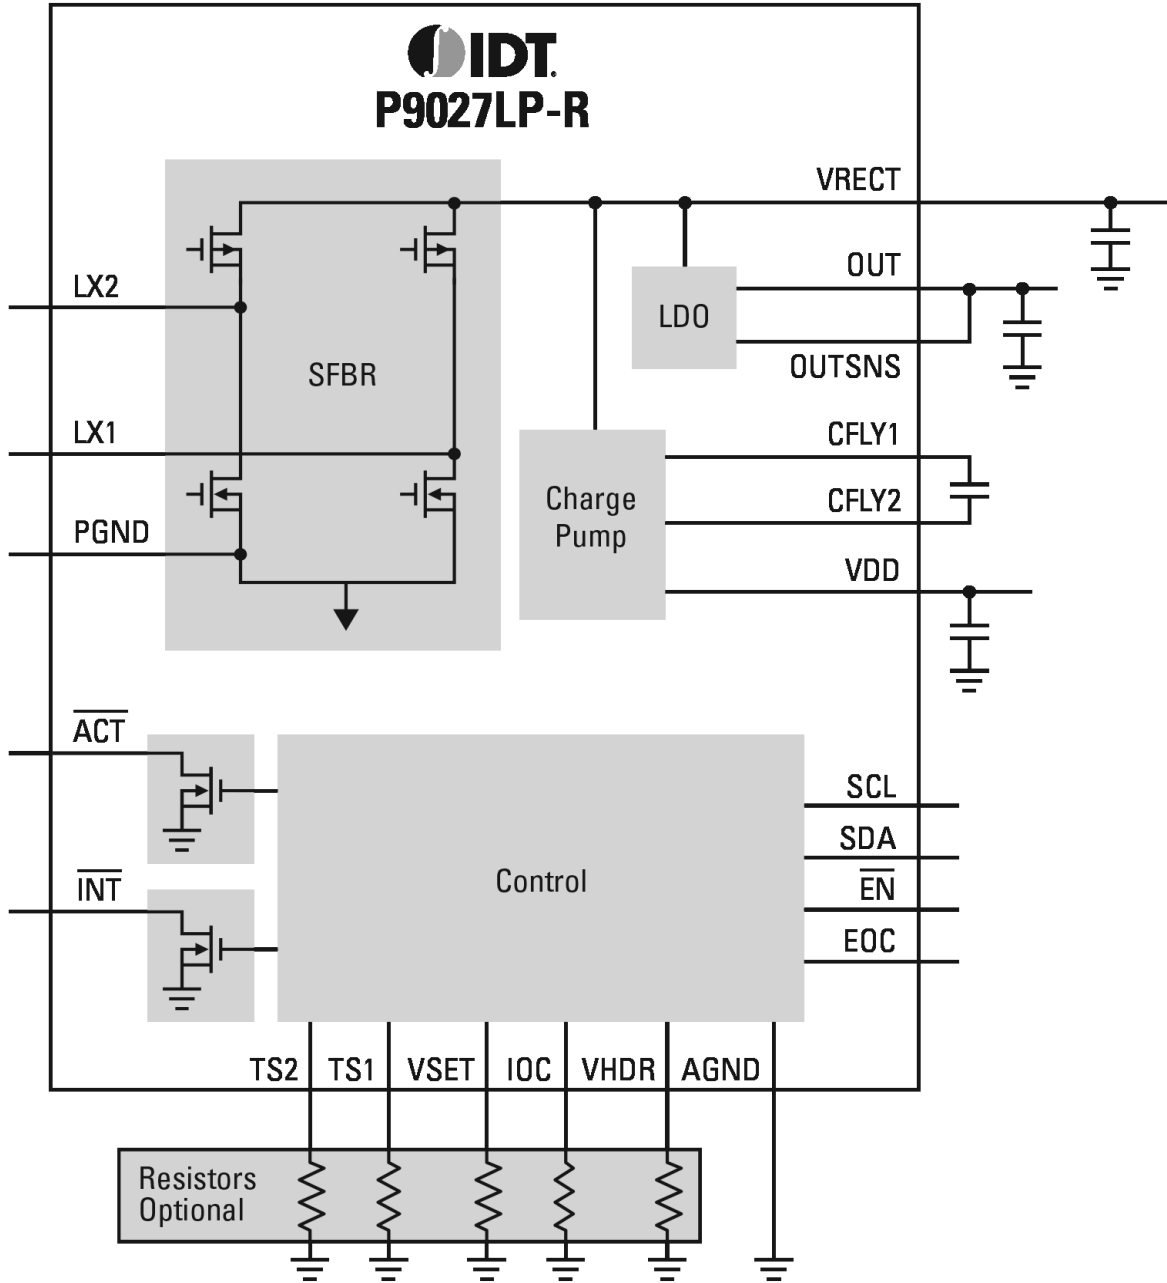 IDT.
P9027LP-R
VRECT
OUT
LX2
LDO
OUTSNS
SFBR
LX1
CFLY1
Charge
Pump
CFLY2
PGND
VDD
ACT
SCL
SDA
Control
INT
EN
EOC
TS2 TS1 VSET IOC VHDR AGND
Resistors
Optional